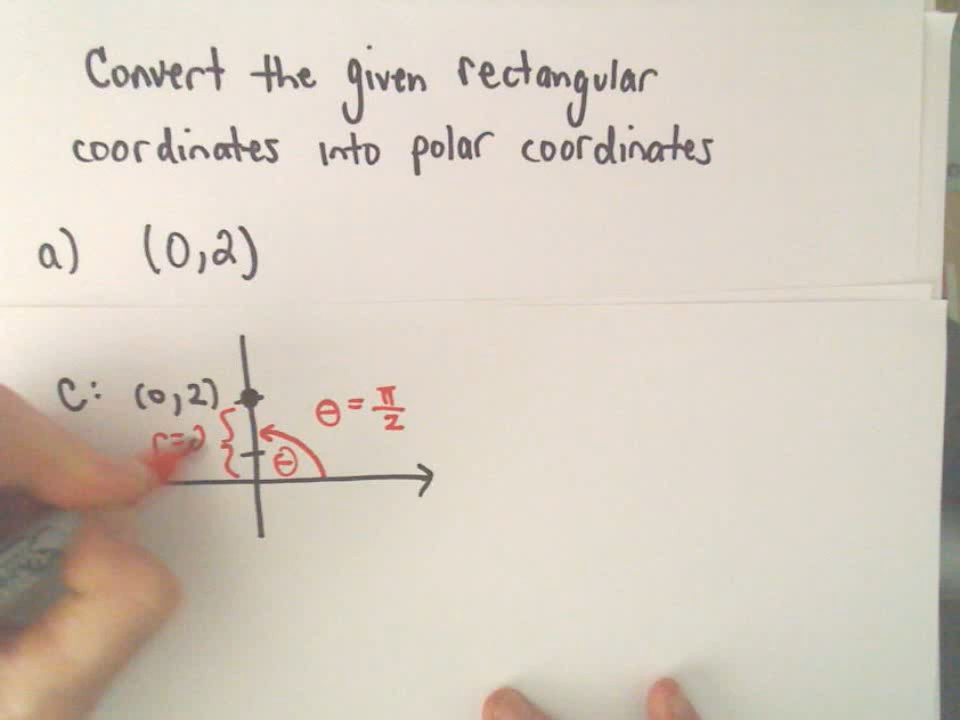 Convert the given rectangular
coordinates into polar coordinates
a) (0,2)
C: (0,2)
θ = π/2
r=
θ